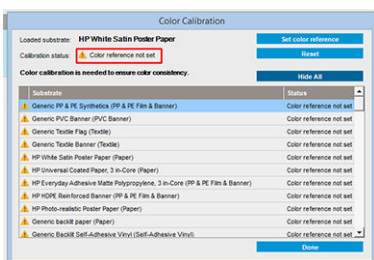 Color Calibration
Loaded substrate: HP White Satin Poster Paper
Set color reference
Calibration status: Color reference not set
Reset
Color calibration is needed to ensure color consistency.
Hide All
Substrate Status
Generic PP & PE Synthetics (PP & PE Film & Banner) Color reference not set
Generic PVC Banner (PVC Banner) Color reference not set
Generic Textile Flag (Textile) Color reference not set
Generic Textile Banner (Textile) Color reference not set
HP White Satin Poster Paper (Paper) Color reference not set
HP Universal Coated Paper, 3 in-Core (Paper) Color reference not set
HP Everyday Adhesive Matte Polypropylene, 3 in-Core (PP & PE Film & Banner) Color reference not set
HP HDPE Reinforced Banner (PP & PE Film & Banner) Color reference not set
HP Photo-realistic Poster Paper (Paper) Color reference not set
Generic backlit paper (Paper) Color reference not set
Generic Backlit Self-Adhesive Vinyl (Self-Adhesive Vinyl) Color reference not set
Done